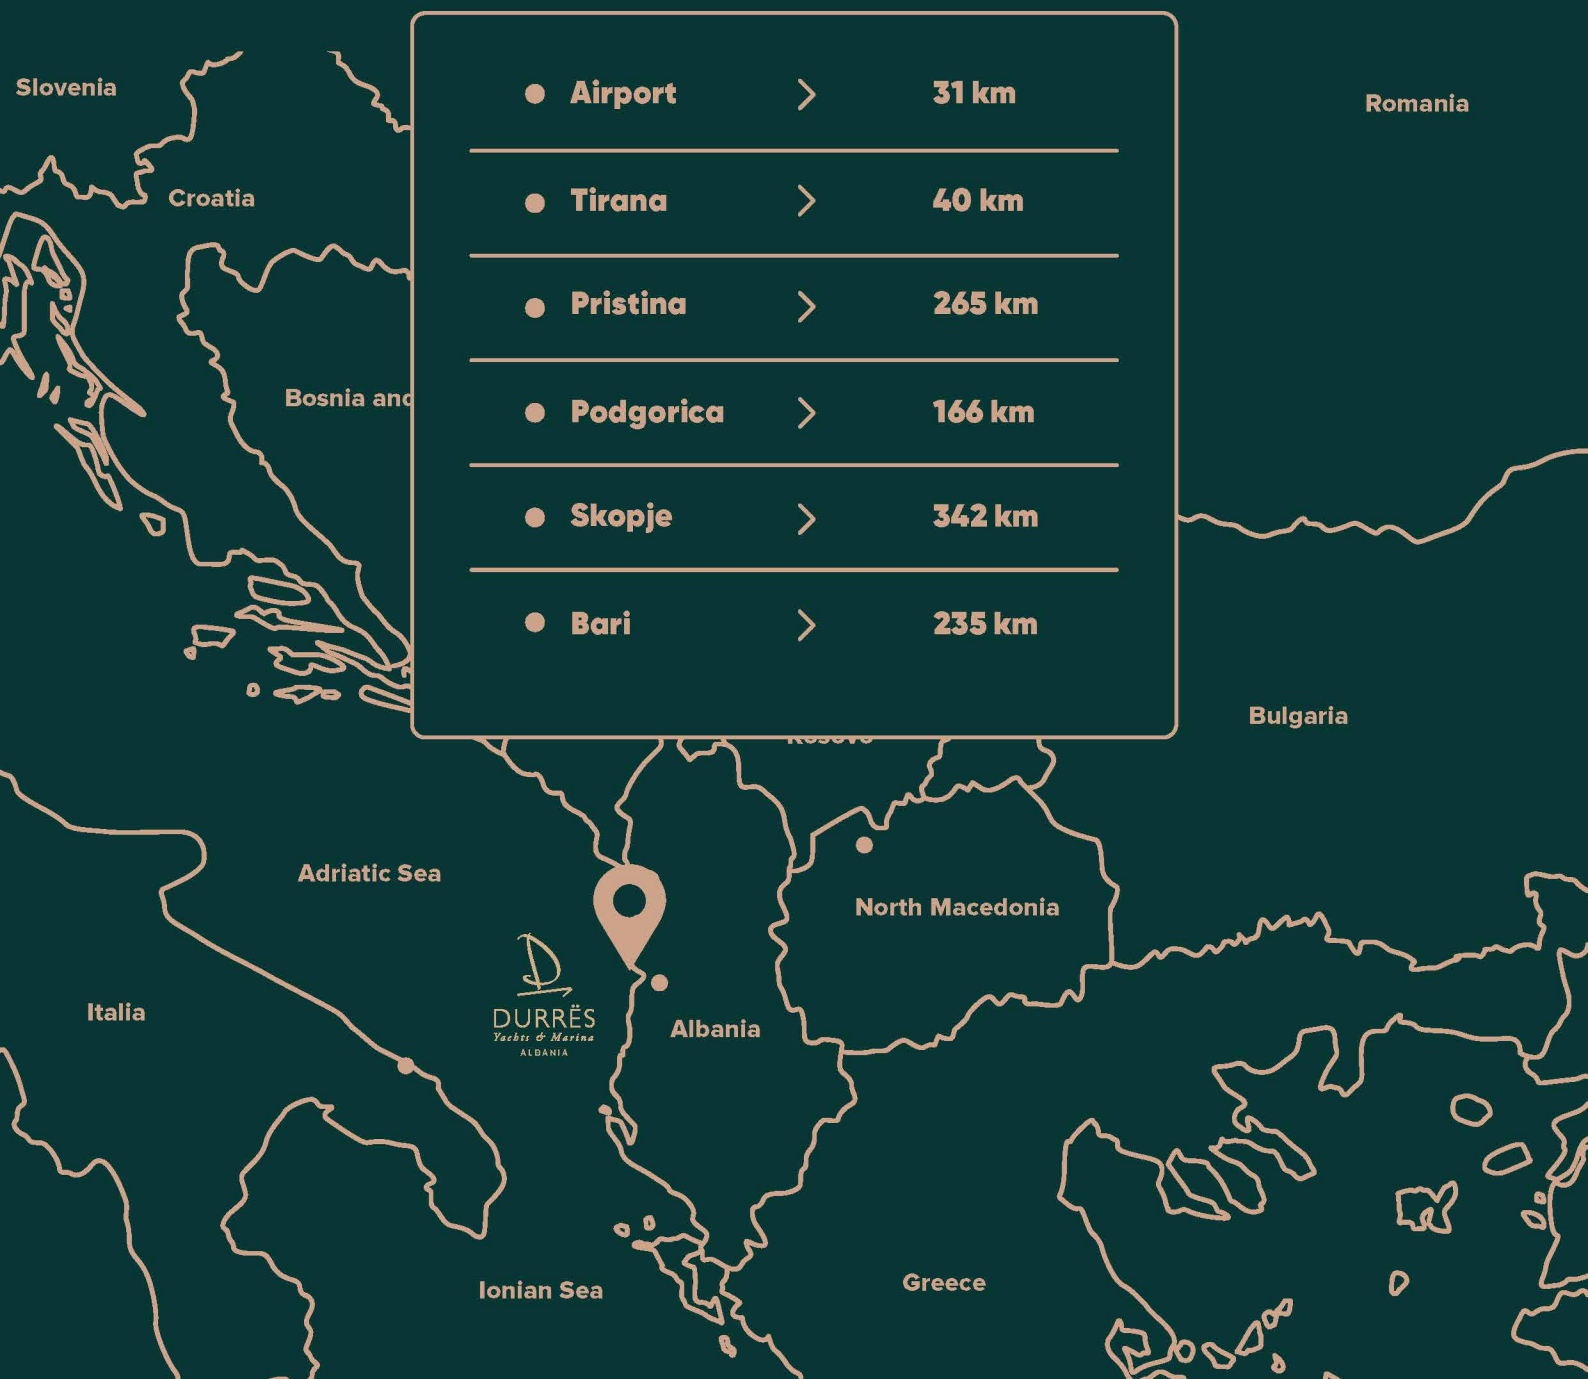 Slovenia
Romania
Croatia
Airport > 31 km
Tirana > 40 km
Pristina > 265 km
Podgorica > 166 km
Skopje > 342 km
Bari > 235 km
Bosnia and
Bulgaria
Kosovo
Adriatic Sea
North Macedonia
Italia
DURRËS
Yachts & Marina
ALBANIA
Albania
Ionian Sea
Greece